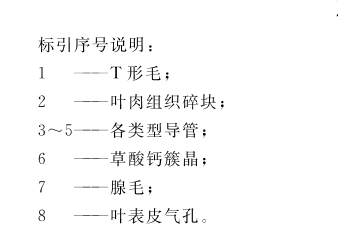 标引序号说明：
1 ——T 形毛；
2 ——叶肉组织碎块；
3～5——各类型导管；
6 ——草酸钙簇晶；
7 ——腺毛；
8 ——叶表皮气孔。